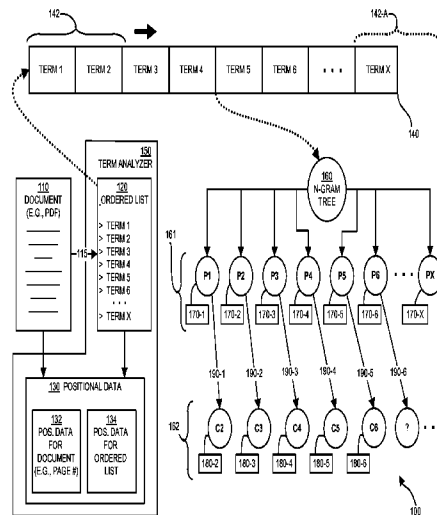 142
142-A
TERM 1 TERM 2 TERM 3 TERM 4 TERM 5 TERM 6 . . . TERM X
140
150
TERM ANALYZER
110
DOCUMENT
(E.G., PDF)
115
120
ORDERED LIST
> TERM 1
> TERM 2
> TERM 3
> TERM 4
> TERM 5
> TERM 6
. . .
> TERM X
130 POSITIONAL DATA
132
POS. DATA
FOR
DOCUMENT
(E.G., PAGE #)
134
POS. DATA
FOR
ORDERED
LIST
160
N-GRAM
TREE
161
P1 P2 P3 P4 P5 P6 . . . PX
170-1 170-2 170-3 170-4 170-5 170-6 170-X
190-1 190-2 190-3 190-4 190-5 190-6
162
C2 C3 C4 C5 C6 ? . . .
180-2 180-3 180-4 180-5 180-6
100